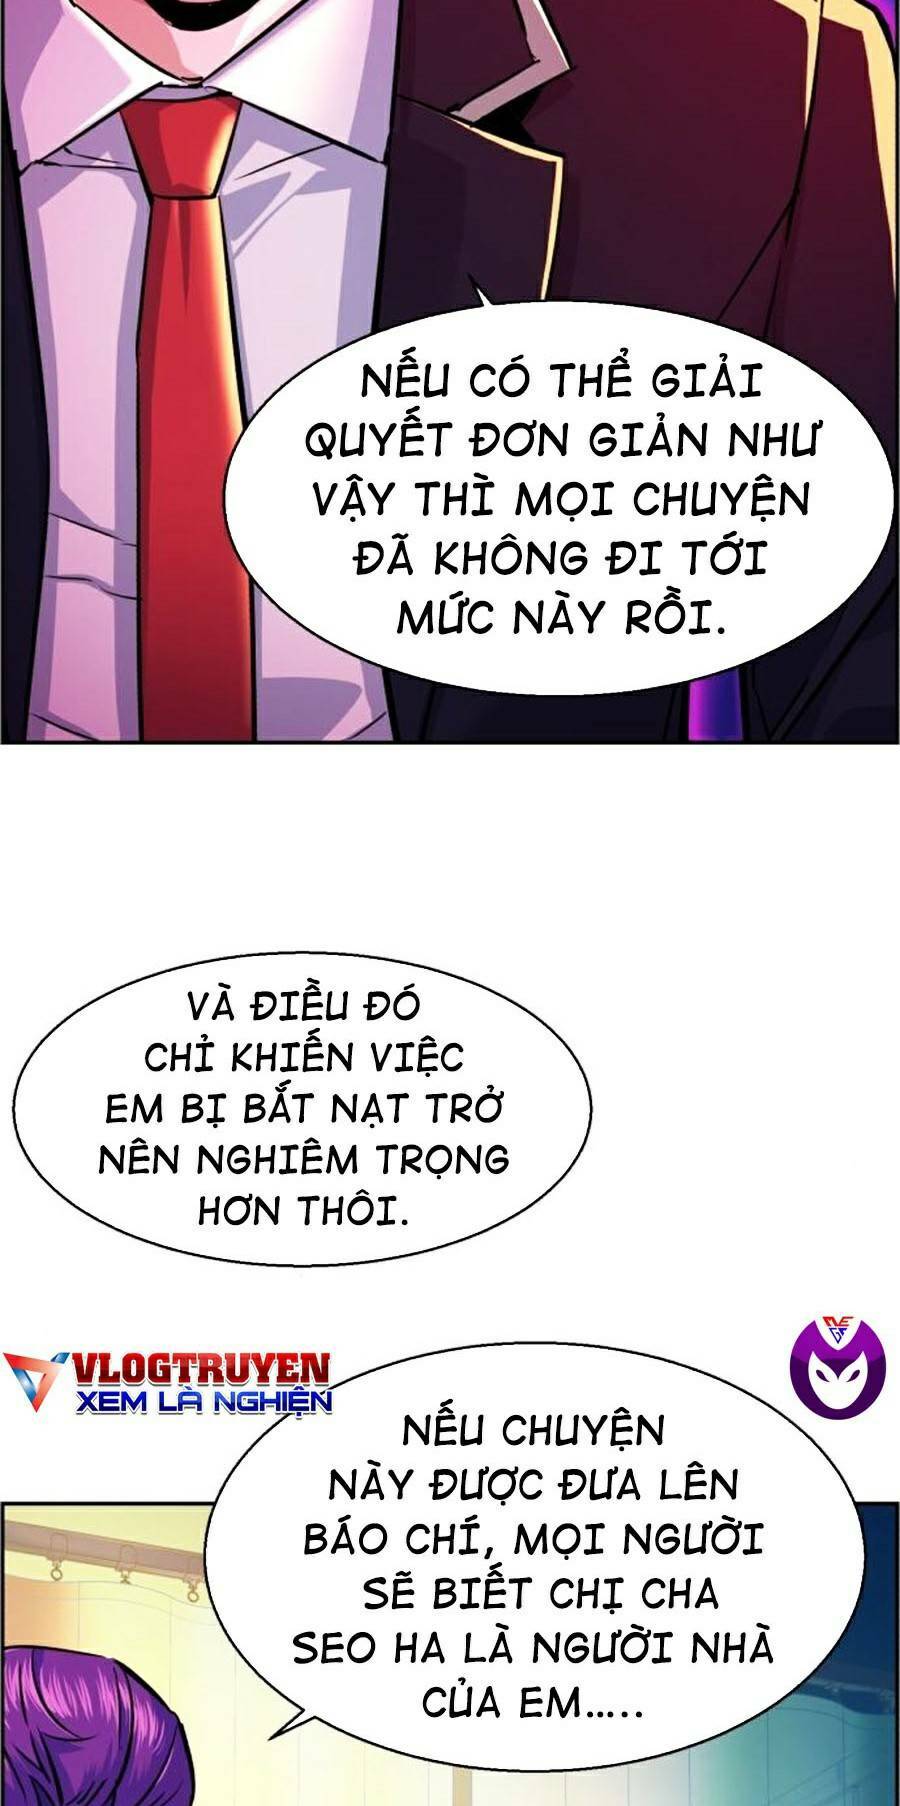 NẾU CÓ THỂ GIẢI
QUYẾT ĐƠN GIẢN NHƯ
VẬY THÌ MỌI CHUYỆN
ĐÃ KHÔNG ĐI TỚI
MỨC NÀY RỒI.
VÀ ĐIỀU ĐÓ
CHỈ KHIẾN VIỆC
EM BỊ BẮT NẠT TRỞ
NÊN NGHIÊM TRỌNG
HƠN THÔI.
VLOGTRUYEN
XEM LÀ NGHIỆN
NẾU CHUYỆN
NÀY ĐƯỢC ĐƯA LÊN
BÁO CHÍ, MỌI NGƯỜI
SẼ BIẾT CHỊ CHA
SEO HA LÀ NGƯỜI NHÀ
CỦA EM.....